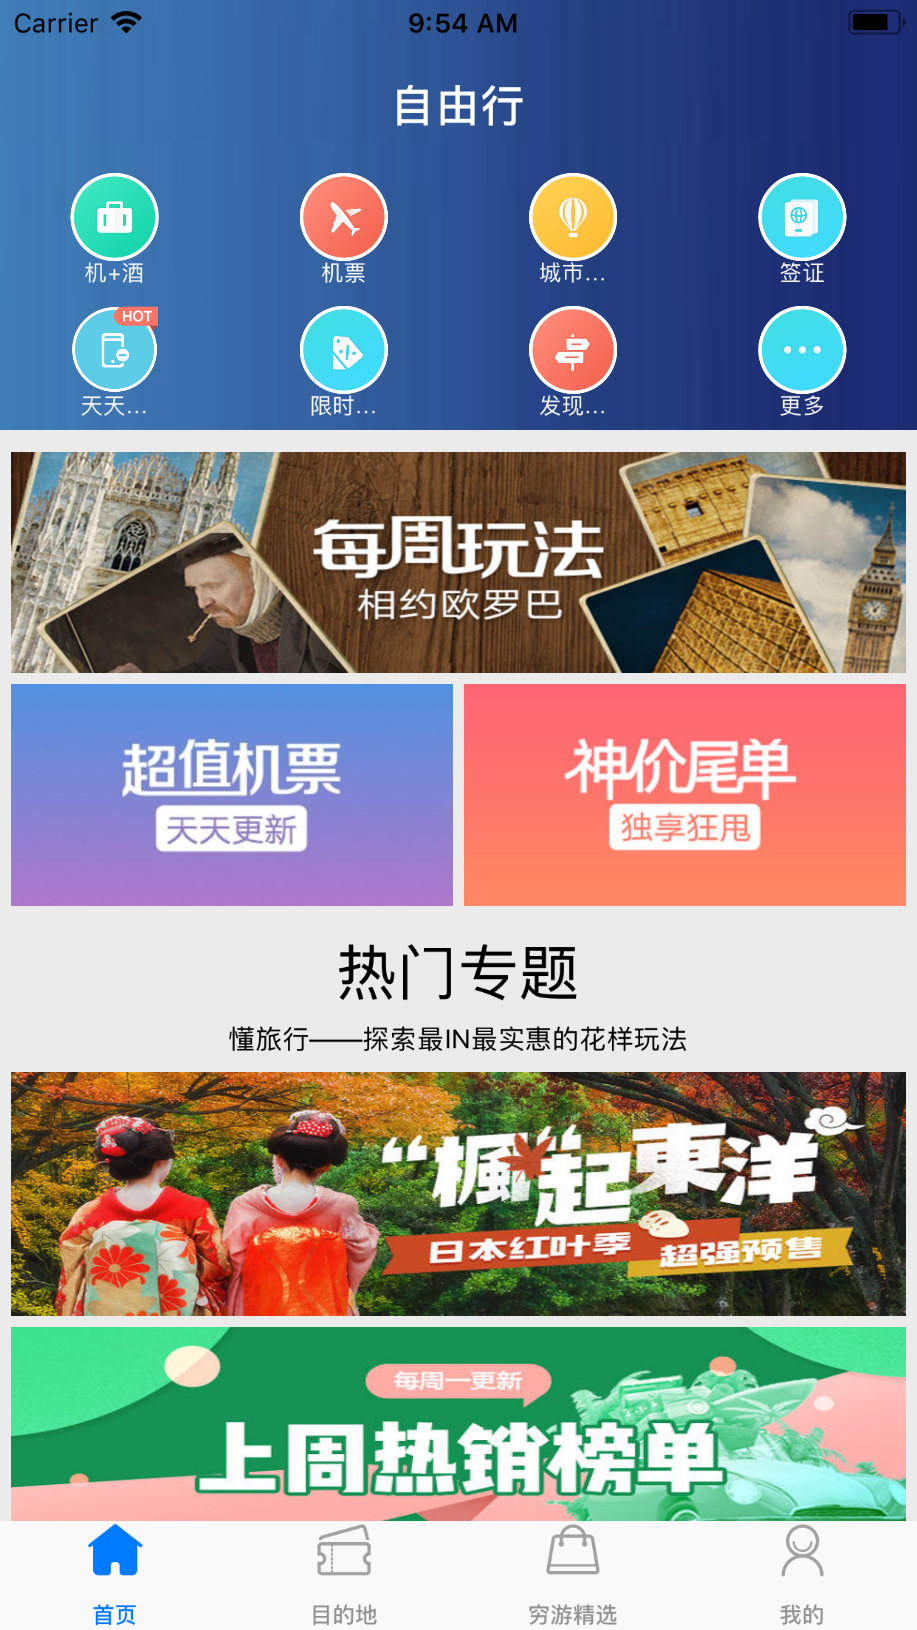 Carrier 9:54 AM
自由行
机+酒 机票 城市... 签证
HOT
天天... 限时... 发现... 更多
每周玩法
相约欧罗巴
超值机票
天天更新
神价尾单
独享狂甩
热门专题
懂旅行——探索最IN最实惠的花样玩法
“楓“起東洋
日本红叶季 超强预售
每周一更新
上周热销榜单
首页 目的地 穷游精选 我的